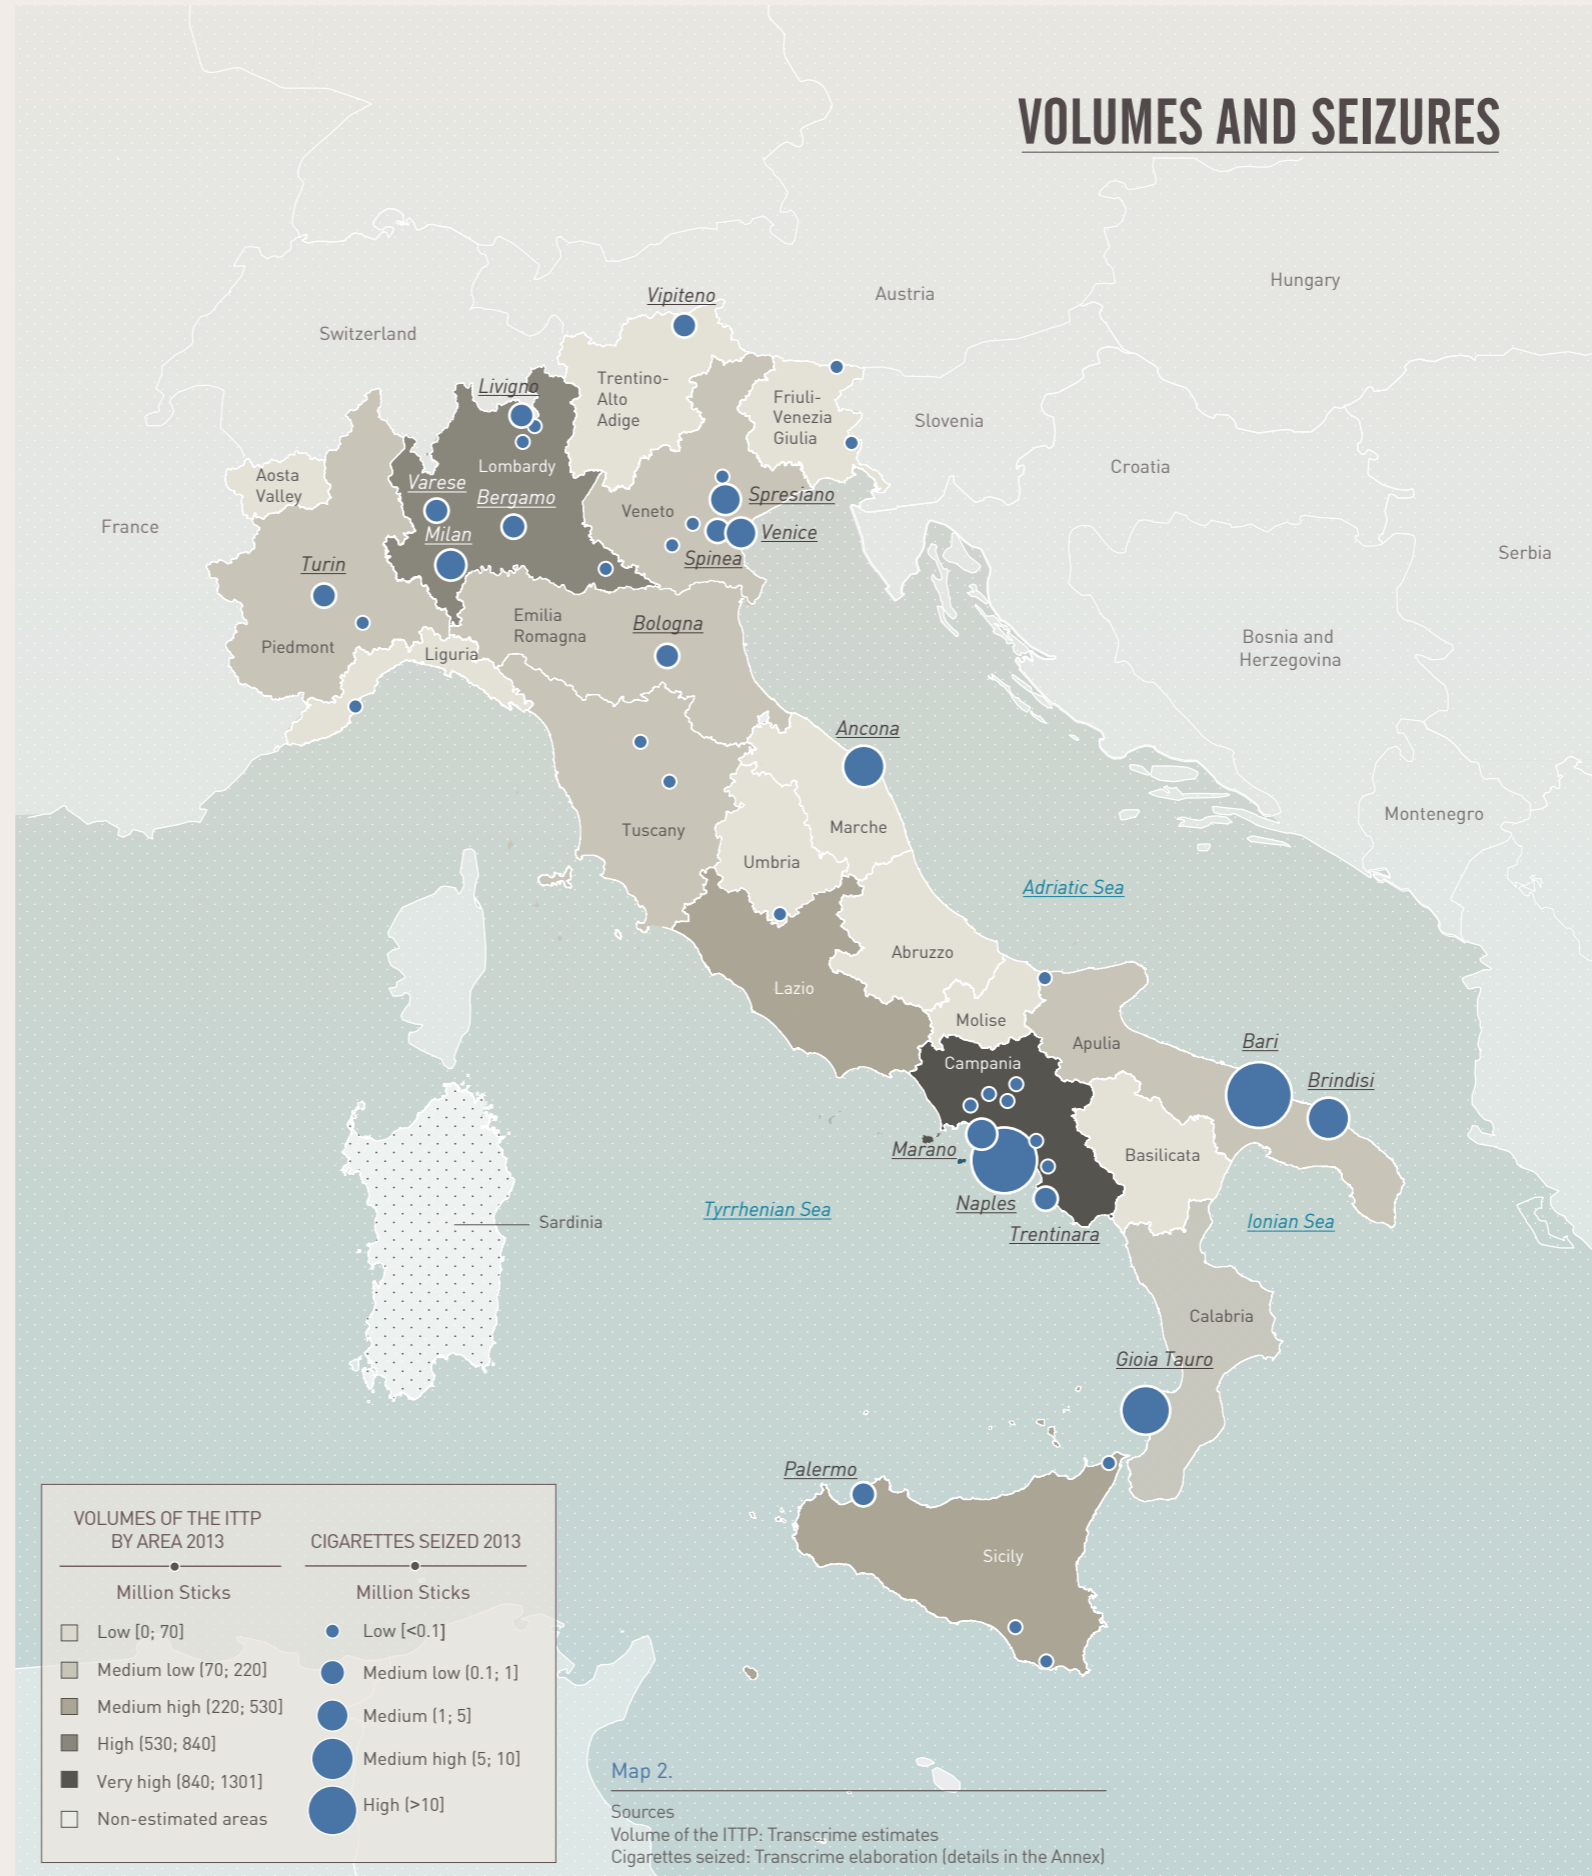 VOLUMES AND SEIZURES
Hungary
Austria
Vipiteno
Switzerland
Livigno
Trentino-
Alto
Adige
Friuli-
Venezia
Giulia
Slovenia
Croatia
Lombardy
Aosta
Valley
Varese
Bergamo
Spresiano
Veneto
France
Milan
Venice
Spinea
Serbia
Turin
Emilia
Romagna
Bologna
Piedmont
Liguria
Bosnia and
Herzegovina
Ancona
Montenegro
Tuscany
Marche
Umbria
Adriatic Sea
Abruzzo
Lazio
Molise
Apulia
Bari
Campania
Brindisi
Marano
Basilicata
Naples
Tyrrhenian Sea
Trentinara
Ionian Sea
Sardinia
Calabria
Gioia Tauro
Palermo
Sicily
VOLUMES OF THE ITTP
BY AREA 2013
Million Sticks
Low [0; 70]
Medium low (70; 220]
Medium high (220; 530]
High (530; 840]
Very high (840; 1301]
Non-estimated areas
CIGARETTES SEIZED 2013
Million Sticks
Low [<0.1]
Medium low (0.1; 1]
Medium (1; 5]
Medium high (5; 10]
High (>10]
Map 2.
Sources
Volume of the ITTP: Transcrime estimates
Cigarettes seized: Transcrime elaboration (details in the Annex)